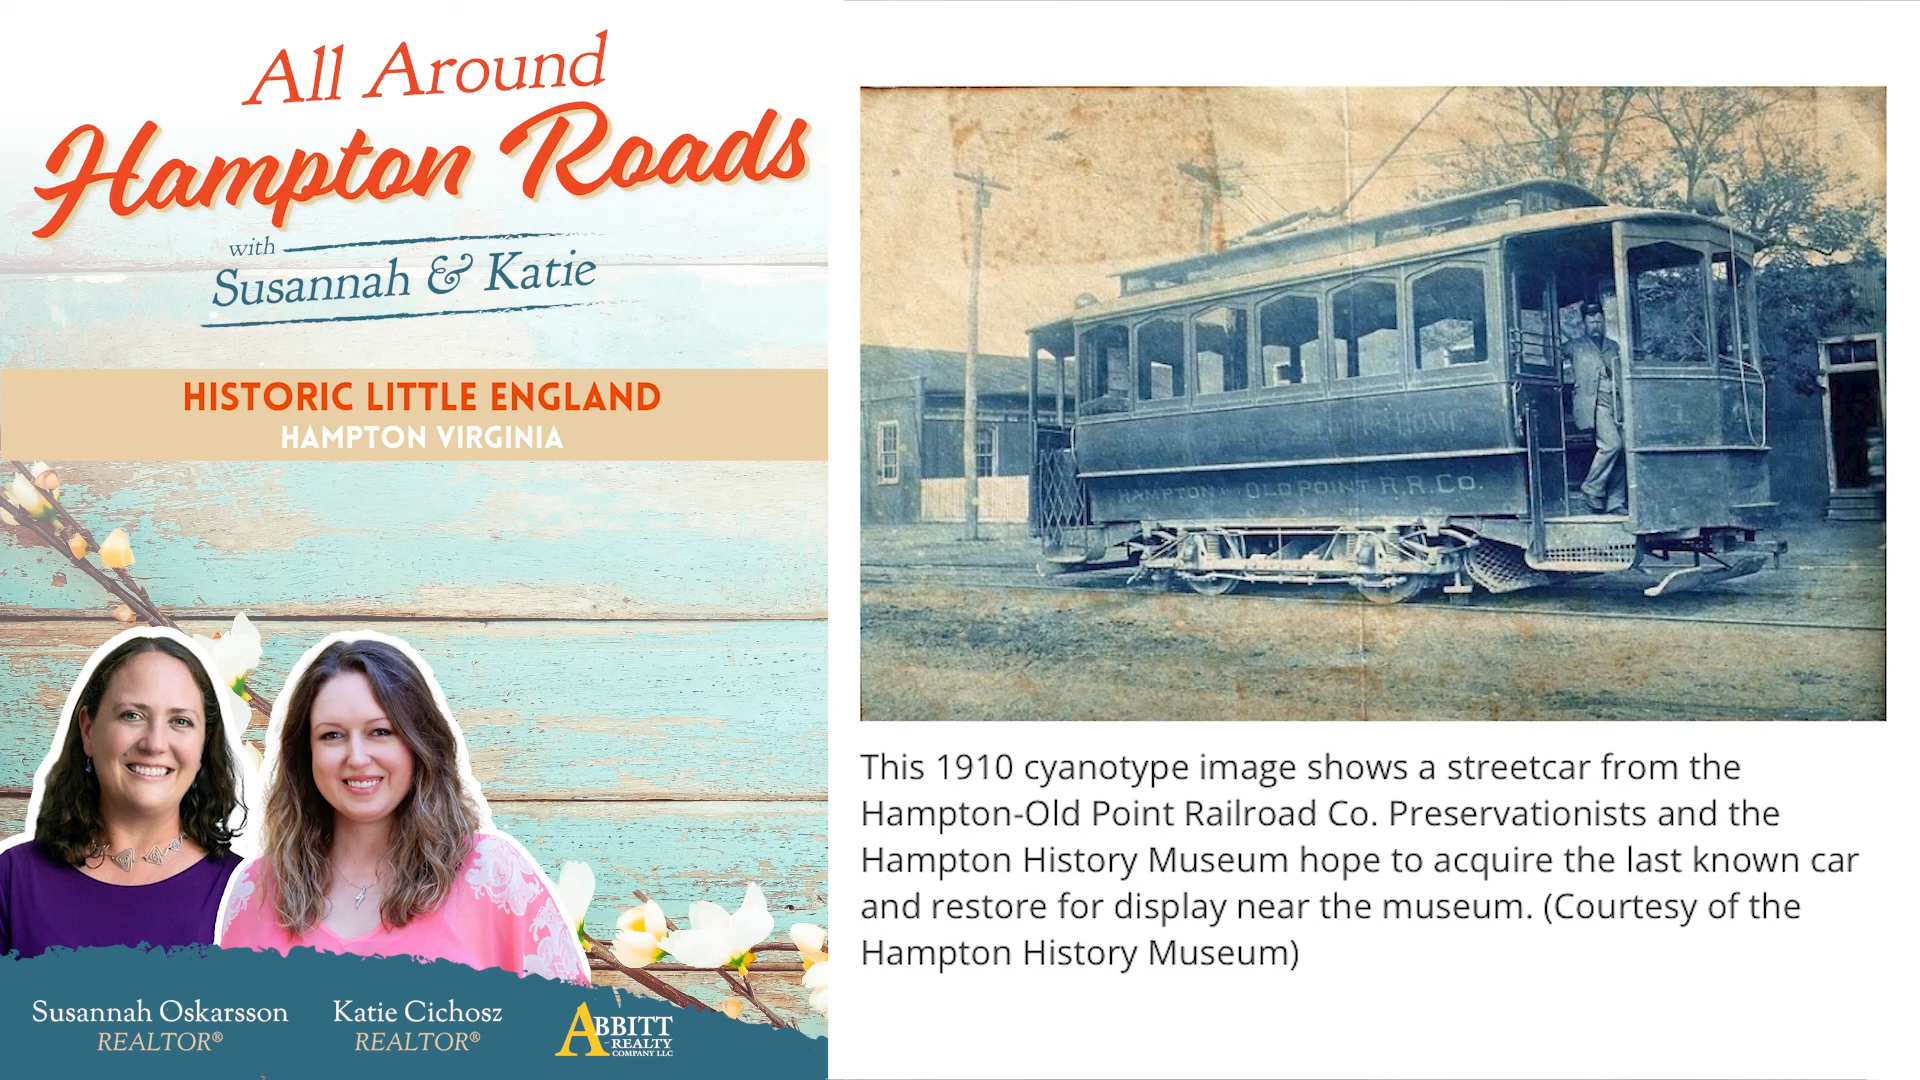 All Around
Hampton Roads
with
Susannah & Katie
HISTORIC LITTLE ENGLAND
HAMPTON VIRGINIA
Susannah Oskarsson
REALTOR®
Katie Cichosz
REALTOR®
ABBITT
REALTY
COMPANY LLC
HOME
HAMPTON AND OLD POINT R.R.Co.
This 1910 cyanotype image shows a streetcar from the
Hampton-Old Point Railroad Co. Preservationists and the
Hampton History Museum hope to acquire the last known car
and restore for display near the museum. (Courtesy of the
Hampton History Museum)